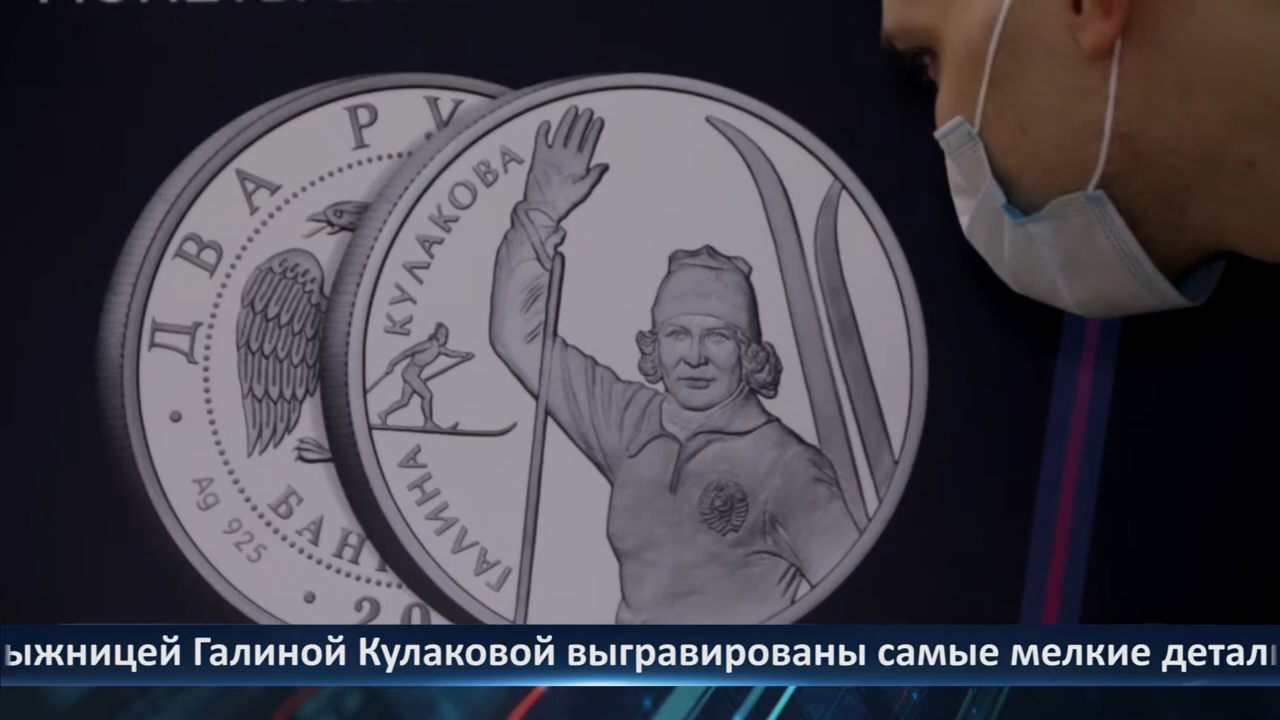 ДВА РУ
КУЛАКОВА
ГАЛИНА
Ag 925
БАН
20
ыжницей Галиной Кулаковой выгравированы самые мелкие детал